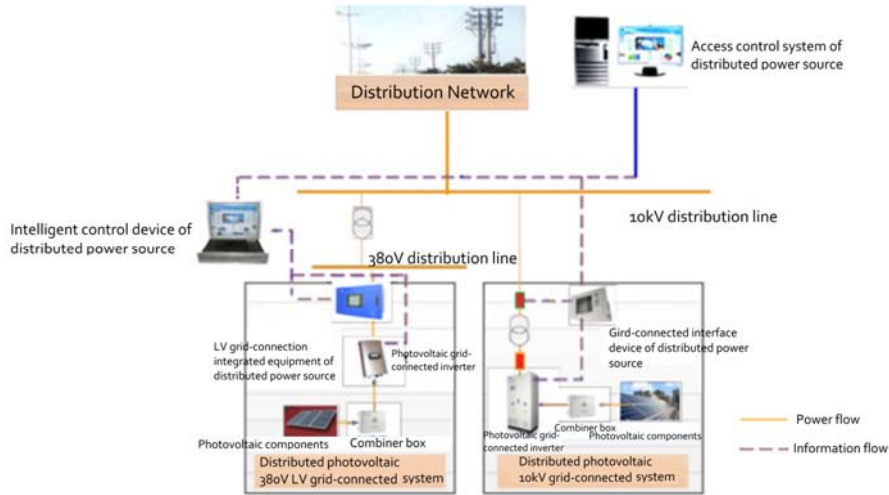 Access control system of
distributed power source
Distribution Network
10kV distribution line
Intelligent control device of
distributed power source
380V distribution line
LV grid-connection
integrated equipment of
distributed power source
Photovoltaic grid-
connected inverter
Gird-connected interface
device of distributed power
source
Photovoltaic components
Combiner box
Photovoltaic grid-
connected inverter
Combiner box
Photovoltaic components
Distributed photovoltaic
380V LV grid-connected system
Distributed photovoltaic
10kV grid-connected system
Power flow
Information flow